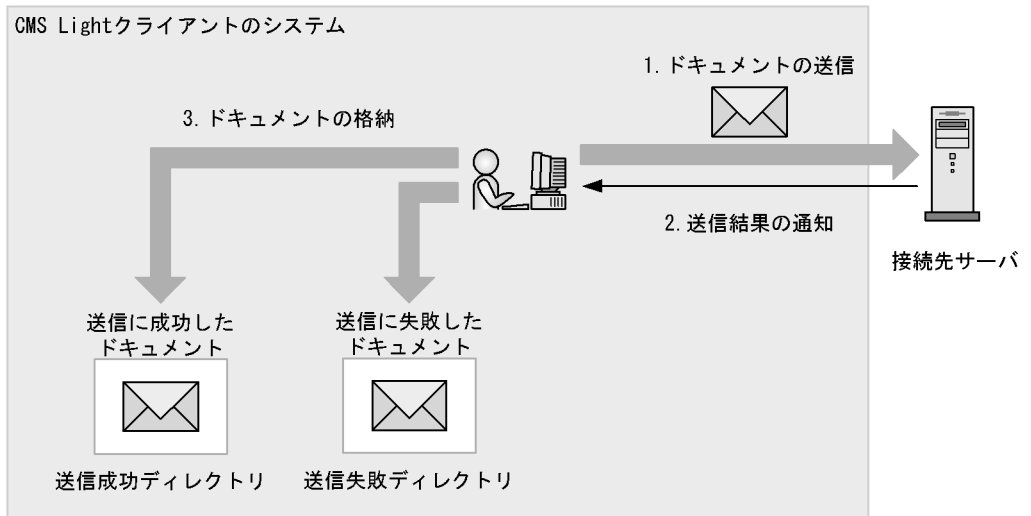 CMS Lightクライアントのシステム
1.ドキュメントの送信
3.ドキュメントの格納
2.送信結果の通知
接続先サーバ
送信に成功した
ドキュメント
送信に失敗した
ドキュメント
送信成功ディレクトリ
送信失敗ディレクトリ